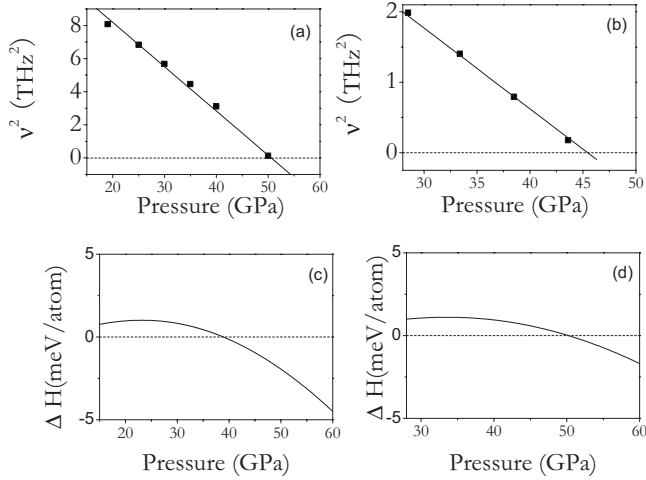 8
6
4
2
0
ν² (THz²)
(a)
20 30 40 50 60
Pressure (GPa)
2
1
0
ν² (THz²)
(b)
30 35 40 45 50
Pressure (GPa)
5
0
-5
Δ H(meV/atom)
(c)
20 30 40 50 60
Pressure (GPa)
5
0
-5
Δ H(meV/atom)
(d)
30 40 50 60
Pressure (GPa)